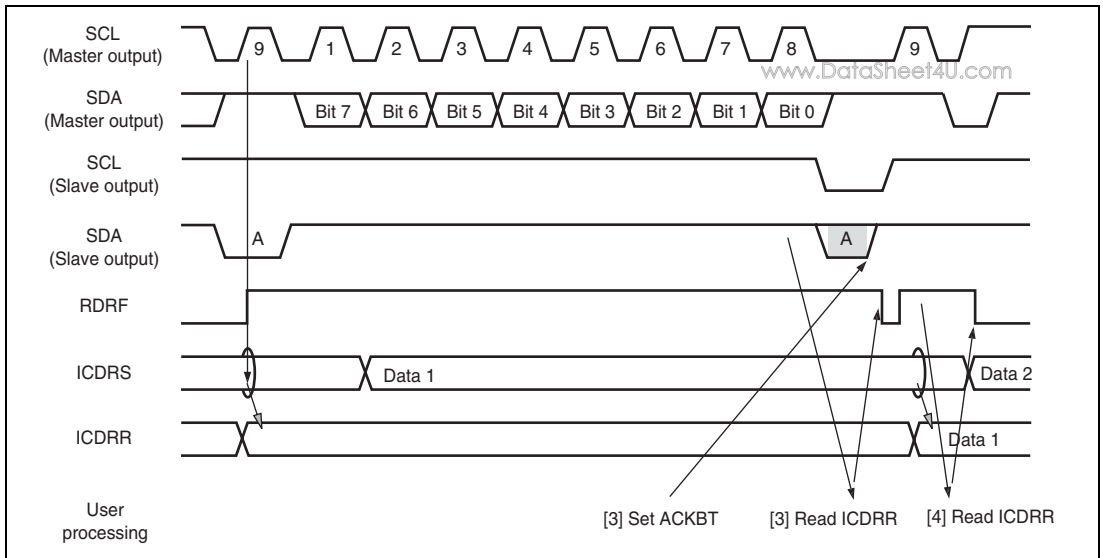 SCL
(Master output)
9 1 2 3 4 5 6 7 8 9
www.DataSheet4U.com
SDA
(Master output)
Bit 7 Bit 6 Bit 5 Bit 4 Bit 3 Bit 2 Bit 1 Bit 0
SCL
(Slave output)
SDA
(Slave output)
A A
RDRF
ICDRS
Data 1 Data 2
ICDRR
Data 1
User
processing
[3] Set ACKBT [3] Read ICDRR [4] Read ICDRR